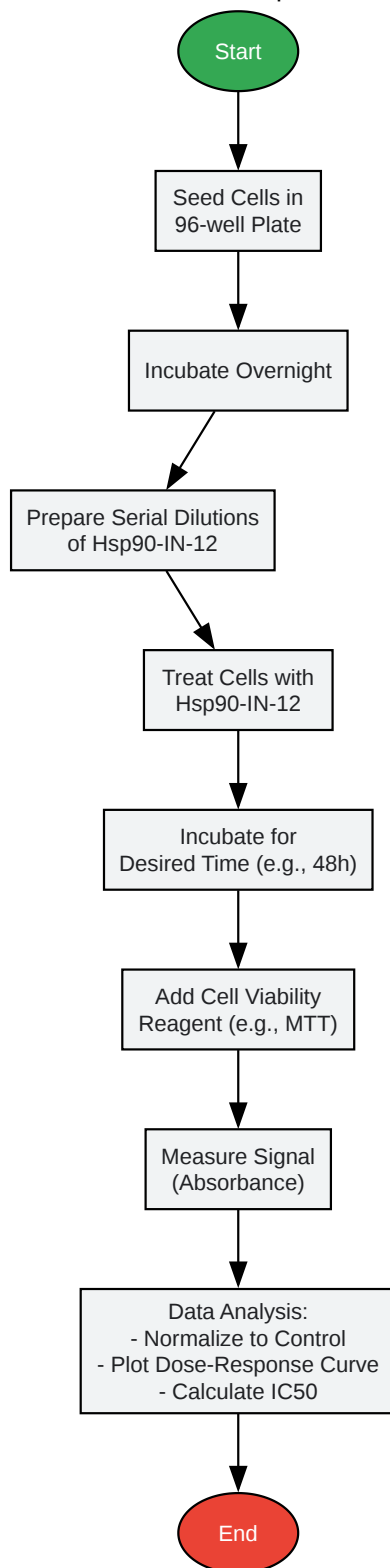 Start
Seed Cells in
96-well Plate
Incubate Overnight
Prepare Serial Dilutions
of Hsp90-IN-12
Treat Cells with
Hsp90-IN-12
Incubate for
Desired Time (e.g., 48h)
Add Cell Viability
Reagent (e.g., MTT)
Measure Signal
(Absorbance)
Data Analysis:
- Normalize to Control
- Plot Dose-Response Curve
- Calculate IC50
End